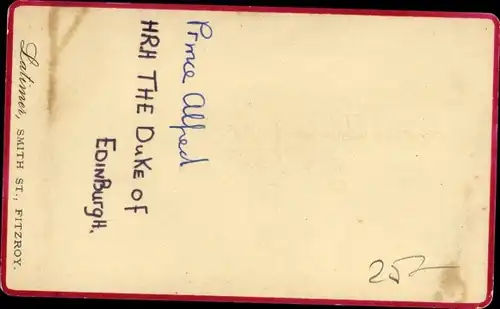 Prince Alfred
HRH THE DUKE OF
EDINBURGH.
Latimer, SMITH ST., FITZROY.
25/-